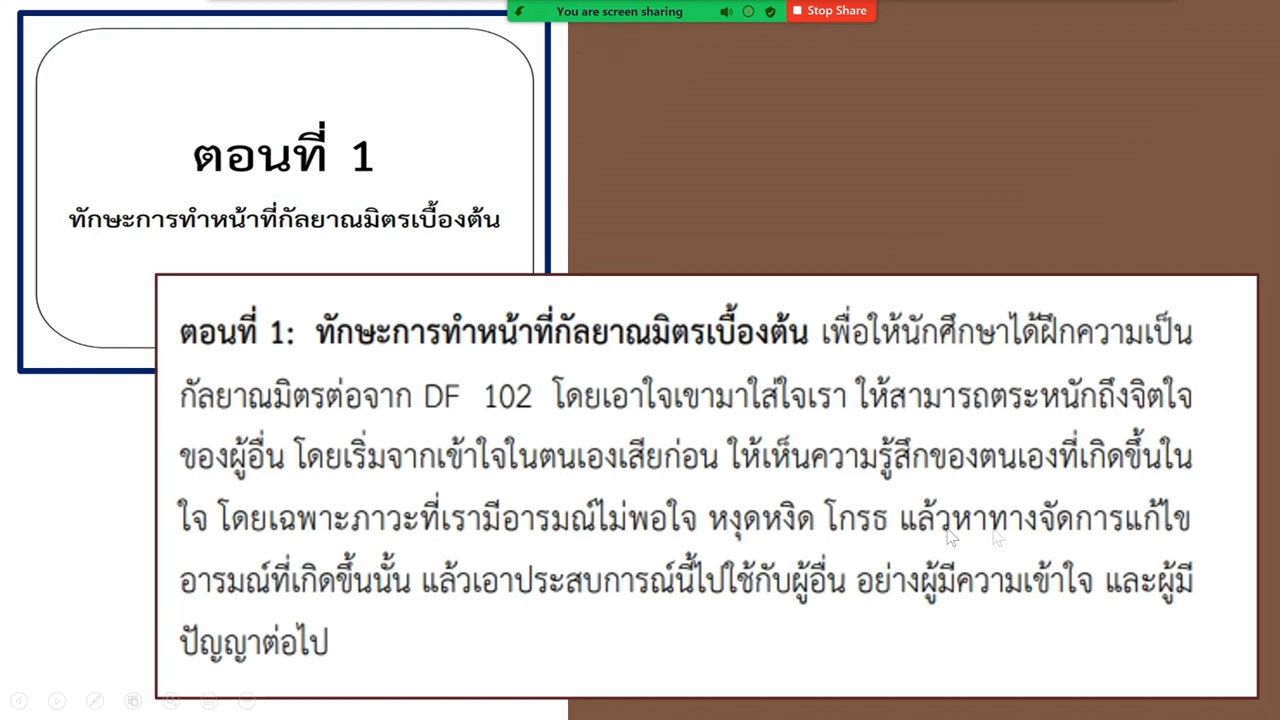 You are screen sharing
Stop Share
ตอนที่ 1
ทักษะการทำหน้าที่กัลยาณมิตรเบื้องต้น
ตอนที่ 1: ทักษะการทำหน้าที่กัลยาณมิตรเบื้องต้น เพื่อให้นักศึกษาได้ฝึกความเป็น
กัลยาณมิตรต่อจาก DF 102 โดยเอาใจเขามาใส่ใจเรา ให้สามารถตระหนักถึงจิตใจ
ของผู้อื่น โดยเริ่มจากเข้าใจในตนเองเสียก่อน ให้เห็นความรู้สึกของตนเองที่เกิดขึ้นใน
ใจ โดยเฉพาะภาวะที่เรามีอารมณ์ไม่พอใจ หงุดหงิด โกรธ แล้วหาทางจัดการแก้ไข
อารมณ์ที่เกิดขึ้นนั้น แล้วเอาประสบการณ์นี้ไปใช้กับผู้อื่น อย่างผู้มีความเข้าใจ และผู้มี
ปัญญาต่อไป